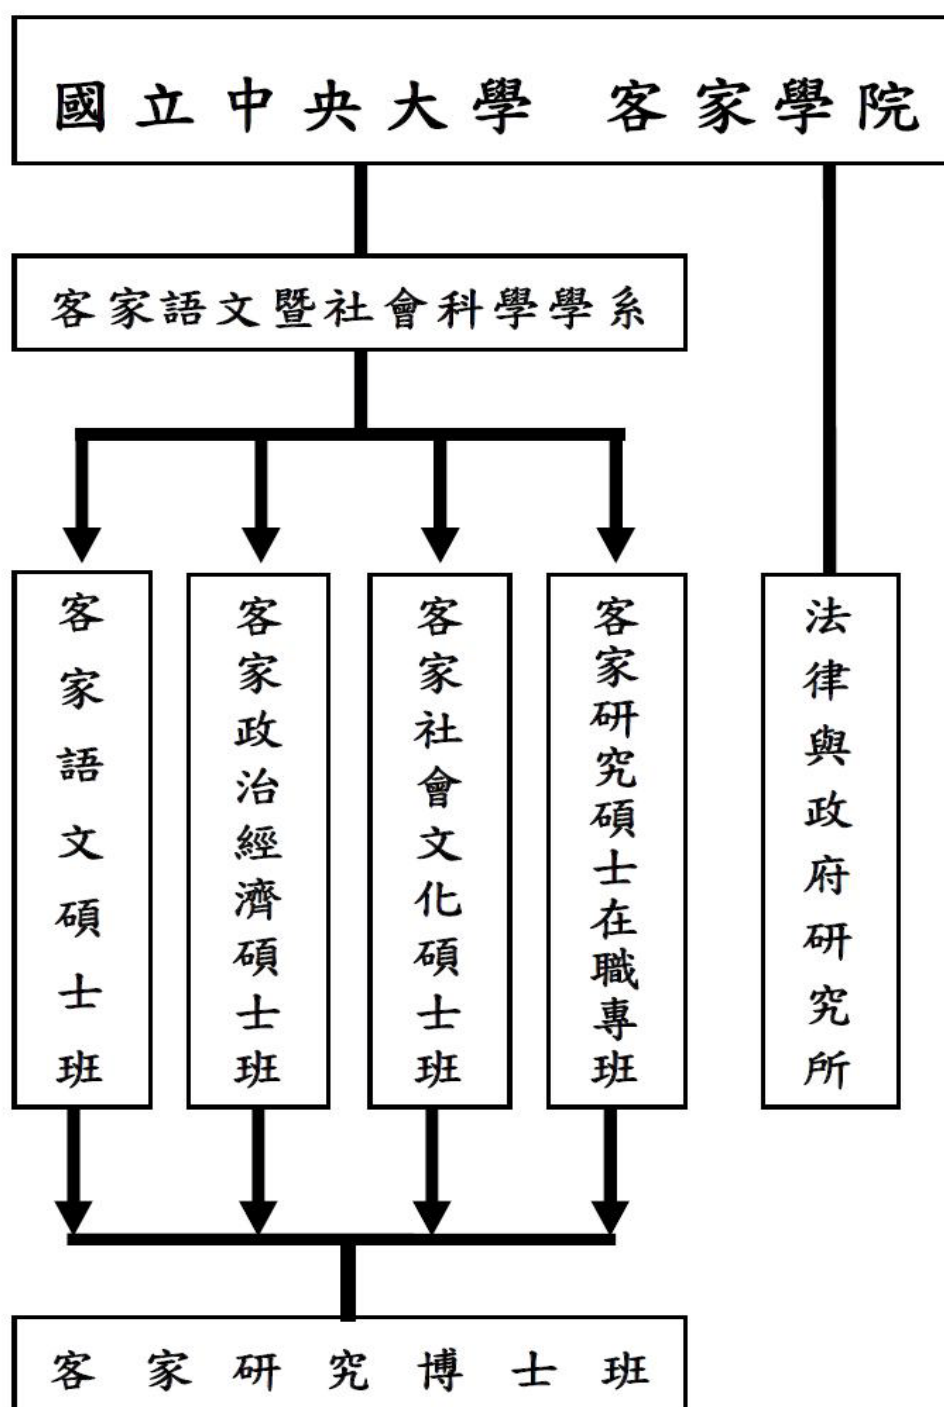 國立中央大學 客家學院
客家語文暨社會科學學系
客家語文碩士班
客家政治經濟碩士班
客家社會文化碩士班
客家研究碩士在職專班
法律與政府研究所
客家研究博士班